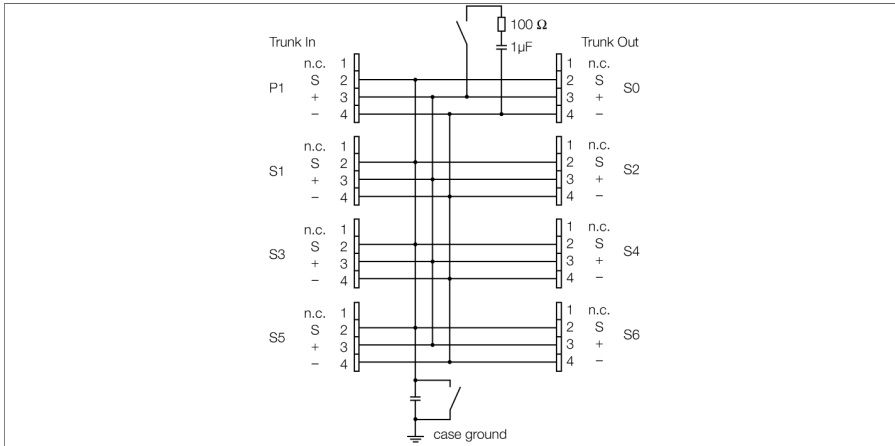 100 Ω
1µF
Trunk In
Trunk Out
n.c. 1
P1 S 2
+ 3
– 4
1 n.c.
2 S S0
3 +
4 –
n.c. 1
S1 S 2
+ 3
– 4
1 n.c.
2 S S2
3 +
4 –
n.c. 1
S3 S 2
+ 3
– 4
1 n.c.
2 S S4
3 +
4 –
n.c. 1
S5 S 2
+ 3
– 4
1 n.c.
2 S S6
3 +
4 –
case ground